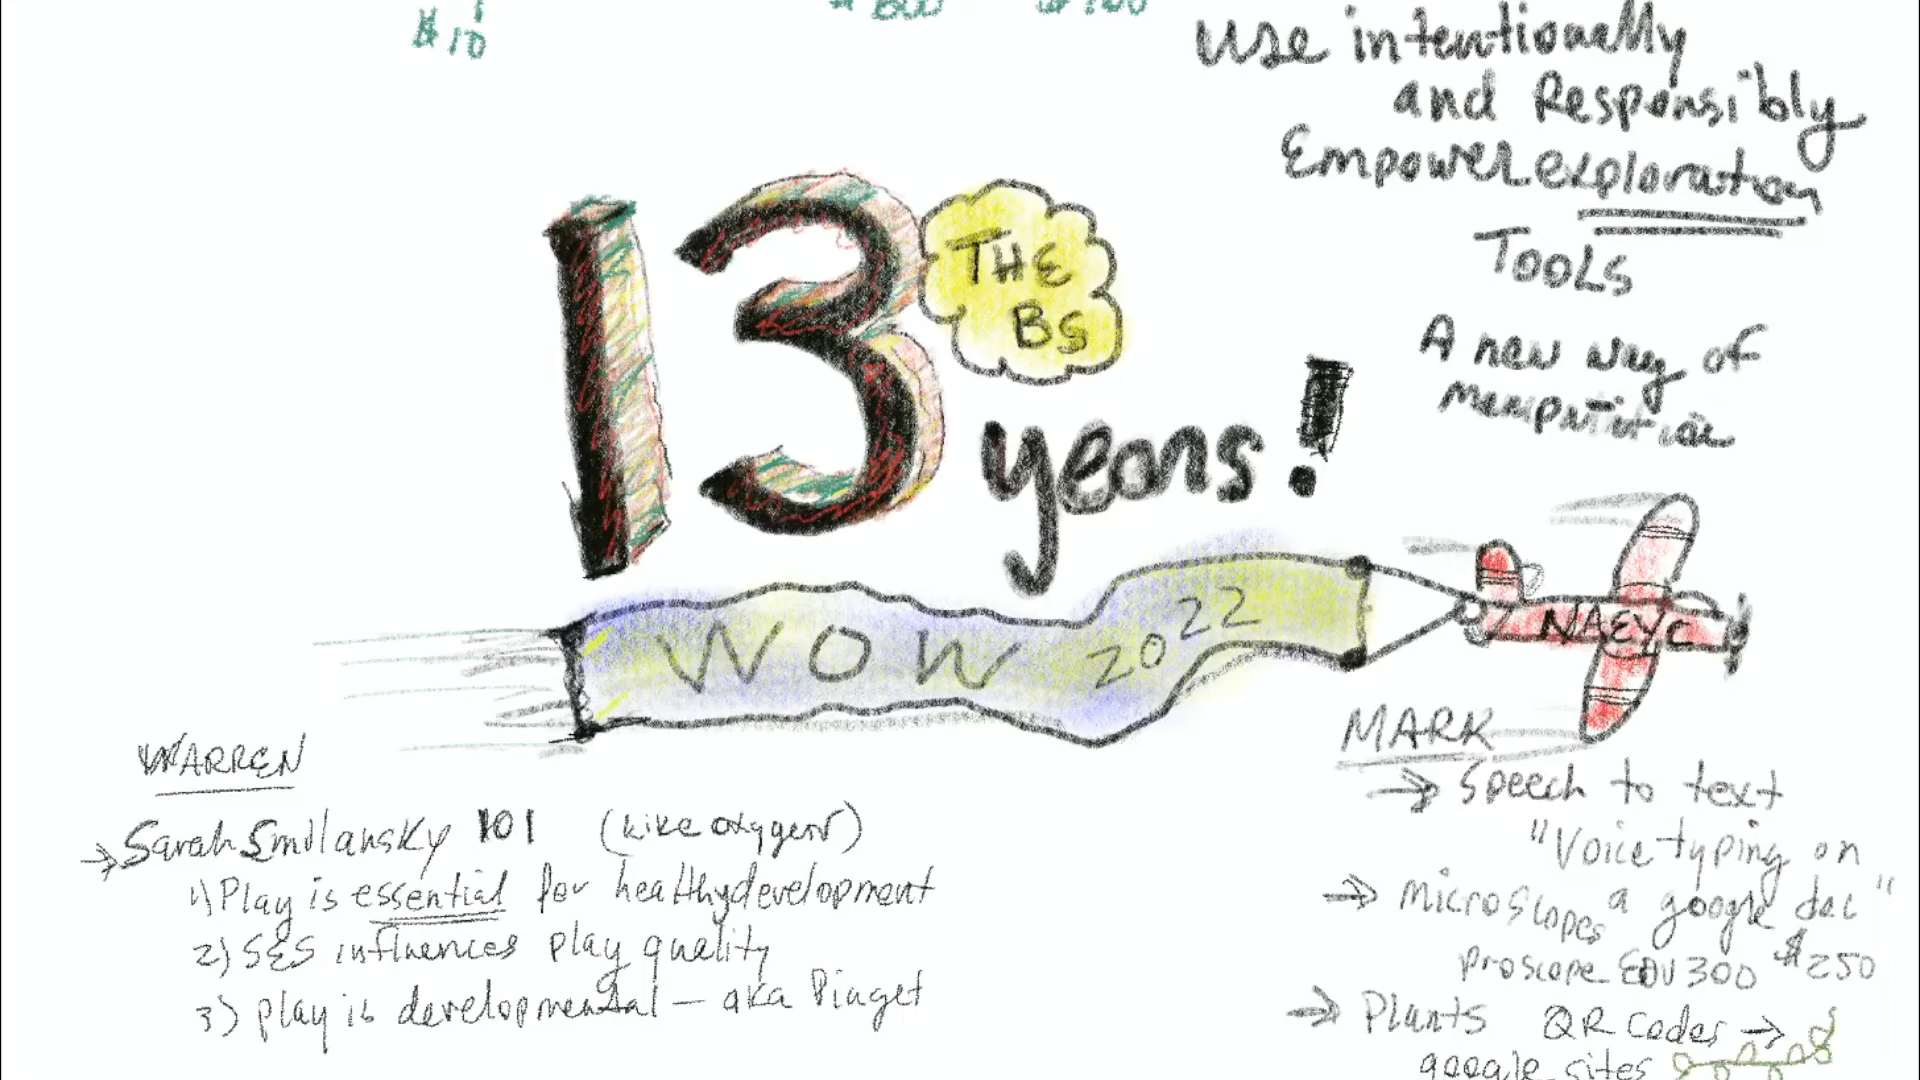 $10
Use intentionally
and Responsibly
Empower exploration
TOOLS
A new way of
13
THE
BS
years!
WOW 2022
NAEYC
WARREN
Sarah Smilansky 101 (like oxygen)
1) Play is essential for healthy development
2) SES influences play quality
3) play is developmental — aka Piaget
MARK
Speech to text
"Voice typing on
a google doc"
microscopes
proscope EDU 300 $250
Plants QR codes
google sites